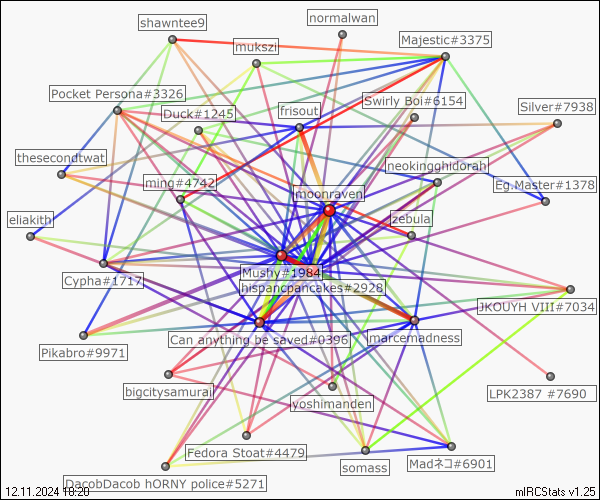 normalwan
shawntee9
Majestic#3375
mukszi
Pocket Persona#3326
Swirly Boi#6154
Silver#7938
Duck#1245
frisout
thesecondtwat
neokingghidorah
ming#4742
Eg.Master#1378
moonraven
eliakith
zebula
Mushy#1984
Cypha#1717
hispancpancakes#2928
JKOUYH VIII#7034
Can anything be saved#0396
marcemadness
Pikabro#9971
bigcitysamurai
LPK2387 #7690
yoshimanden
Fedora Stoat#4479
somass
Madネコ#6901
DacobDacob hORNY police#5271
12.11.2024 18:20
mIRCStats v1.25